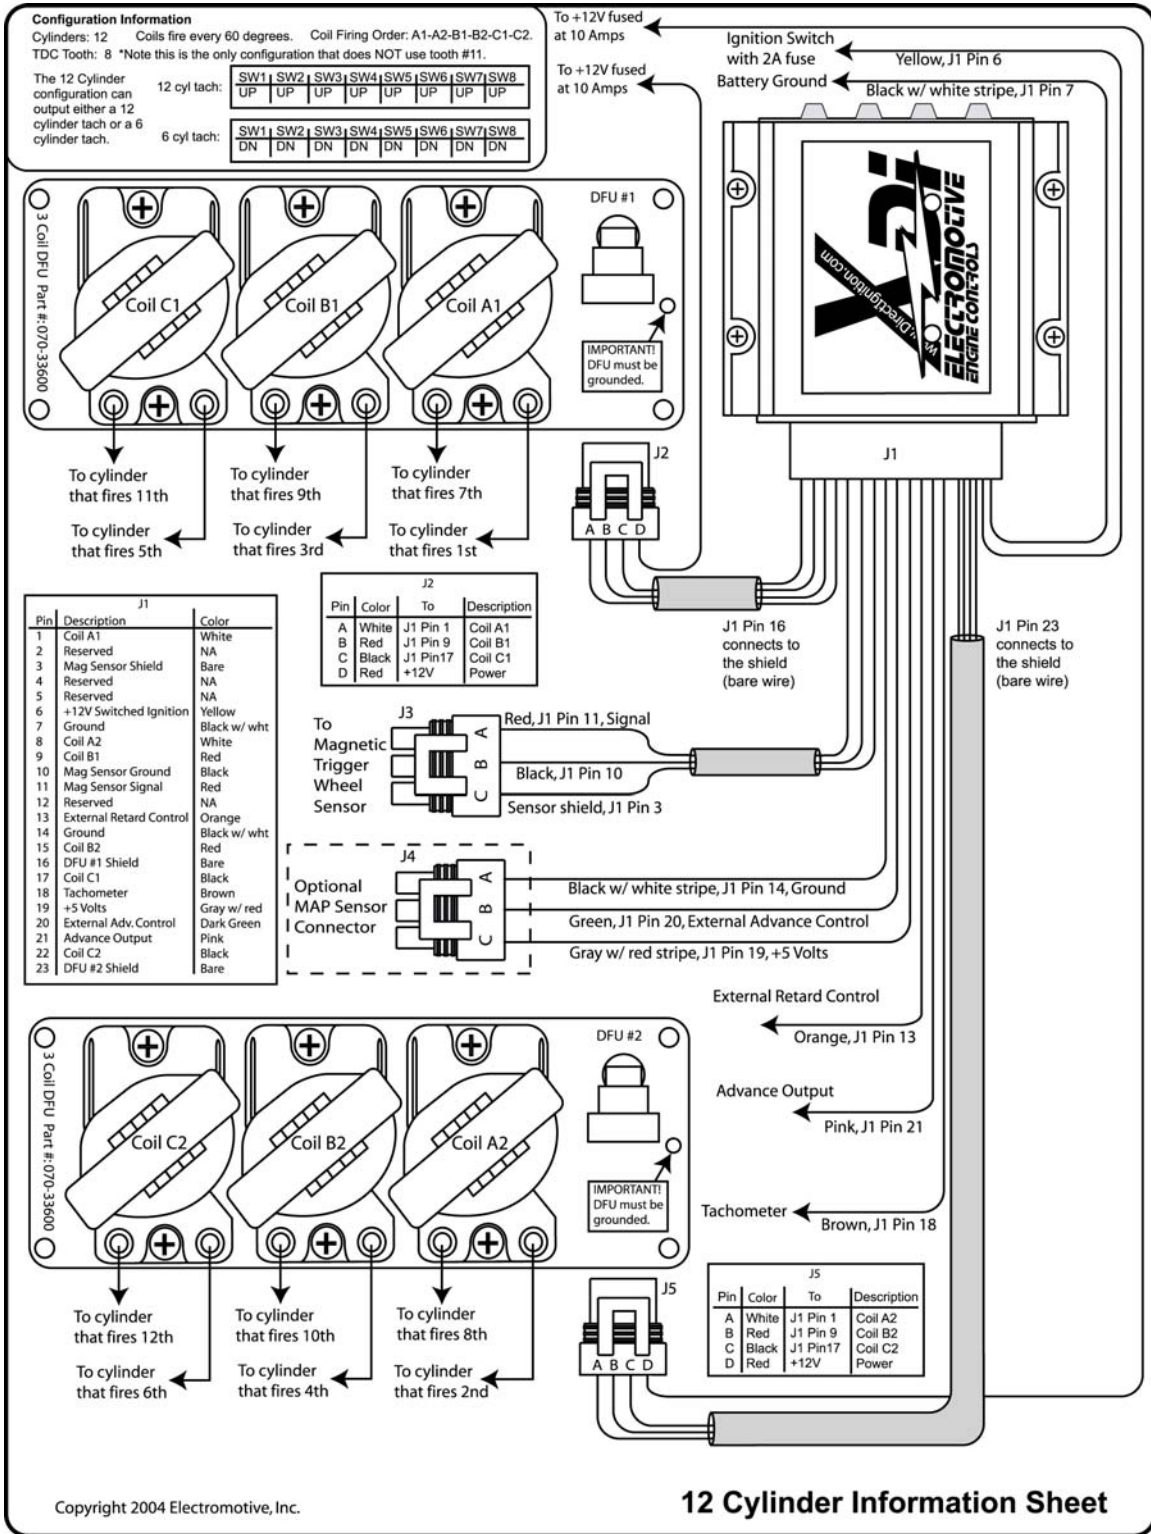 Configuration Information
Cylinders: 12 Coils fire every 60 degrees. Coil Firing Order: A1-A2-B1-B2-C1-C2.
TDC Tooth: 8 *Note this is the only configuration that does NOT use tooth #11.
The 12 Cylinder
configuration can
output either a 12
cylinder tach or a 6
cylinder tach.
12 cyl tach:
SW1 SW2 SW3 SW4 SW5 SW6 SW7 SW8
UP UP UP UP UP UP UP UP
6 cyl tach:
SW1 SW2 SW3 SW4 SW5 SW6 SW7 SW8
DN DN DN DN DN DN DN DN
To +12V fused
at 10 Amps
To +12V fused
at 10 Amps
Ignition Switch
with 2A fuse
Yellow, J1 Pin 6
Battery Ground
Black w/ white stripe, J1 Pin 7
XDi
ELECTROMOTIVE
ENGINE CONTROLS
.DirectIgnition.com
J1
3 Coil DFU Part #: 070-33600
Coil C1
Coil B1
Coil A1
DFU #1
IMPORTANT!
DFU must be
grounded.
To cylinder
that fires 11th
To cylinder
that fires 9th
To cylinder
that fires 7th
To cylinder
that fires 5th
To cylinder
that fires 3rd
To cylinder
that fires 1st
J2
A B C D
J1
Pin Description Color
1 Coil A1 White
2 Reserved NA
3 Mag Sensor Shield Bare
4 Reserved NA
5 Reserved NA
6 +12V Switched Ignition Yellow
7 Ground Black w/ wht
8 Coil A2 White
9 Coil B1 Red
10 Mag Sensor Ground Black
11 Mag Sensor Signal Red
12 Reserved NA
13 External Retard Control Orange
14 Ground Black w/ wht
15 Coil B2 Red
16 DFU #1 Shield Bare
17 Coil C1 Black
18 Tachometer Brown
19 +5 Volts Gray w/ red
20 External Adv. Control Dark Green
21 Advance Output Pink
22 Coil C2 Black
23 DFU #2 Shield Bare
J2
Pin Color To Description
A White J1 Pin 1 Coil A1
B Red J1 Pin 9 Coil B1
C Black J1 Pin17 Coil C1
D Red +12V Power
J1 Pin 16
connects to
the shield
(bare wire)
J1 Pin 23
connects to
the shield
(bare wire)
To
Magnetic
Trigger
Wheel
Sensor
J3
A
B
C
Red, J1 Pin 11, Signal
Black, J1 Pin 10
Sensor shield, J1 Pin 3
Optional
MAP Sensor
Connector
J4
A
B
C
Black w/ white stripe, J1 Pin 14, Ground
Green, J1 Pin 20, External Advance Control
Gray w/ red stripe, J1 Pin 19, +5 Volts
External Retard Control
Orange, J1 Pin 13
Advance Output
Pink, J1 Pin 21
Tachometer
Brown, J1 Pin 18
3 Coil DFU Part #: 070-33600
Coil C2
Coil B2
Coil A2
DFU #2
IMPORTANT!
DFU must be
grounded.
To cylinder
that fires 12th
To cylinder
that fires 10th
To cylinder
that fires 8th
To cylinder
that fires 6th
To cylinder
that fires 4th
To cylinder
that fires 2nd
J5
A B C D
J5
Pin Color To Description
A White J1 Pin 1 Coil A2
B Red J1 Pin 9 Coil B2
C Black J1 Pin17 Coil C2
D Red +12V Power
Copyright 2004 Electromotive, Inc.
12 Cylinder Information Sheet